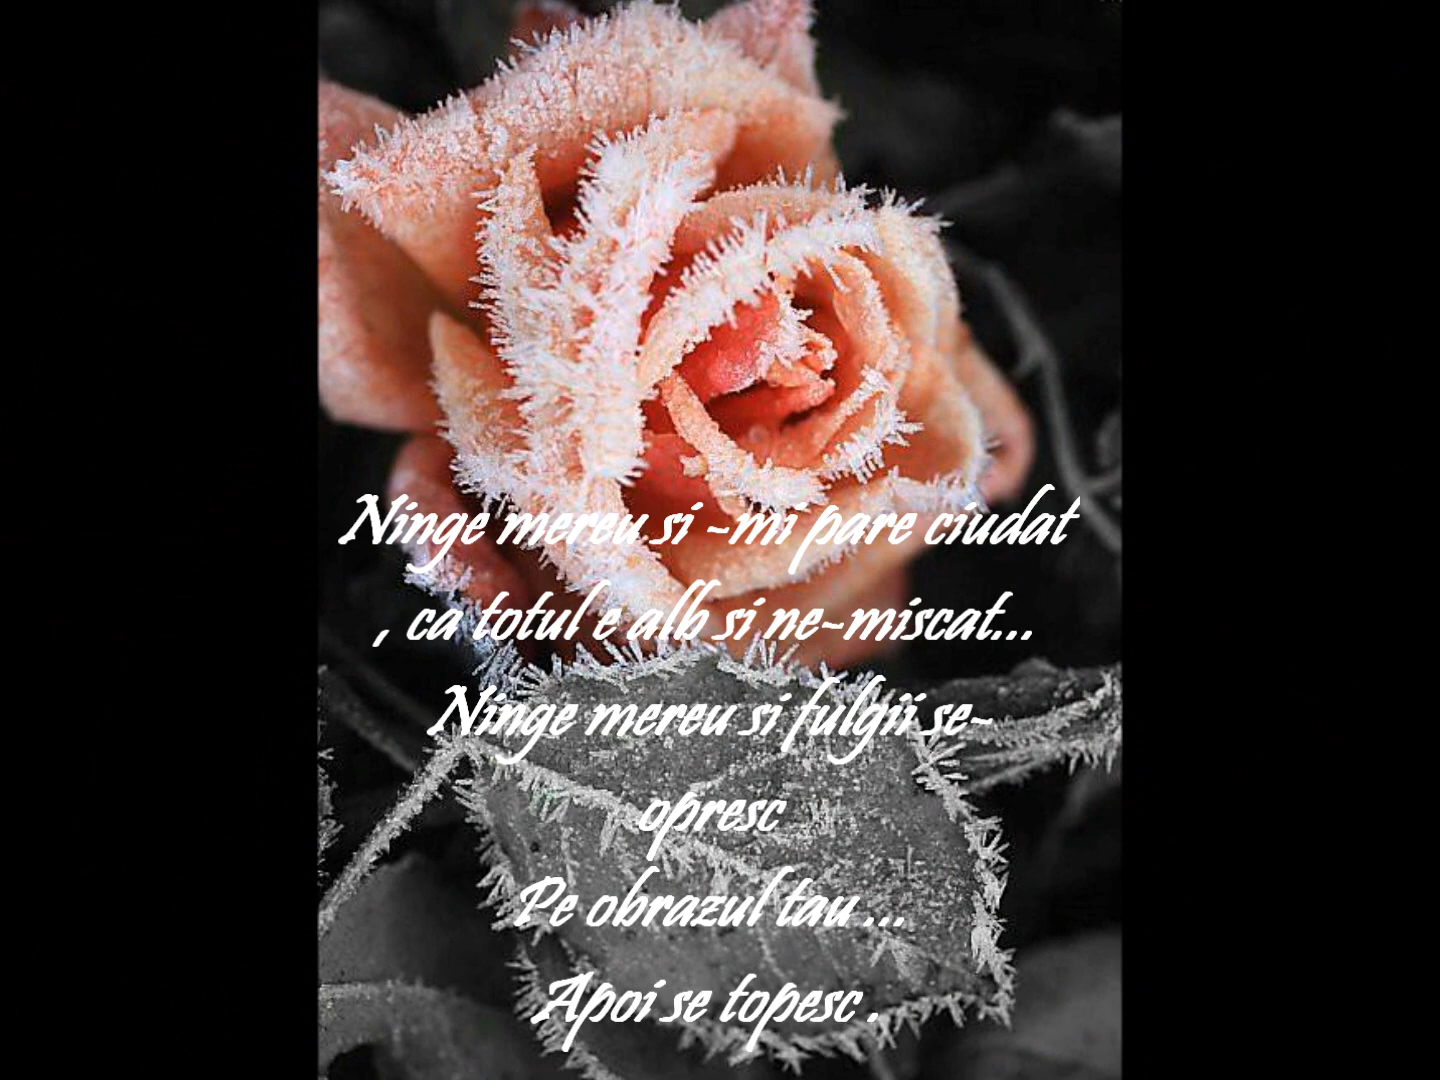 Ninge mereu si -mi pare ciudat
, ca totul e alb si ne-miscat...
Ninge mereu si fulgii se-
opresc
Pe obrazul tau ...
Apoi se topesc .